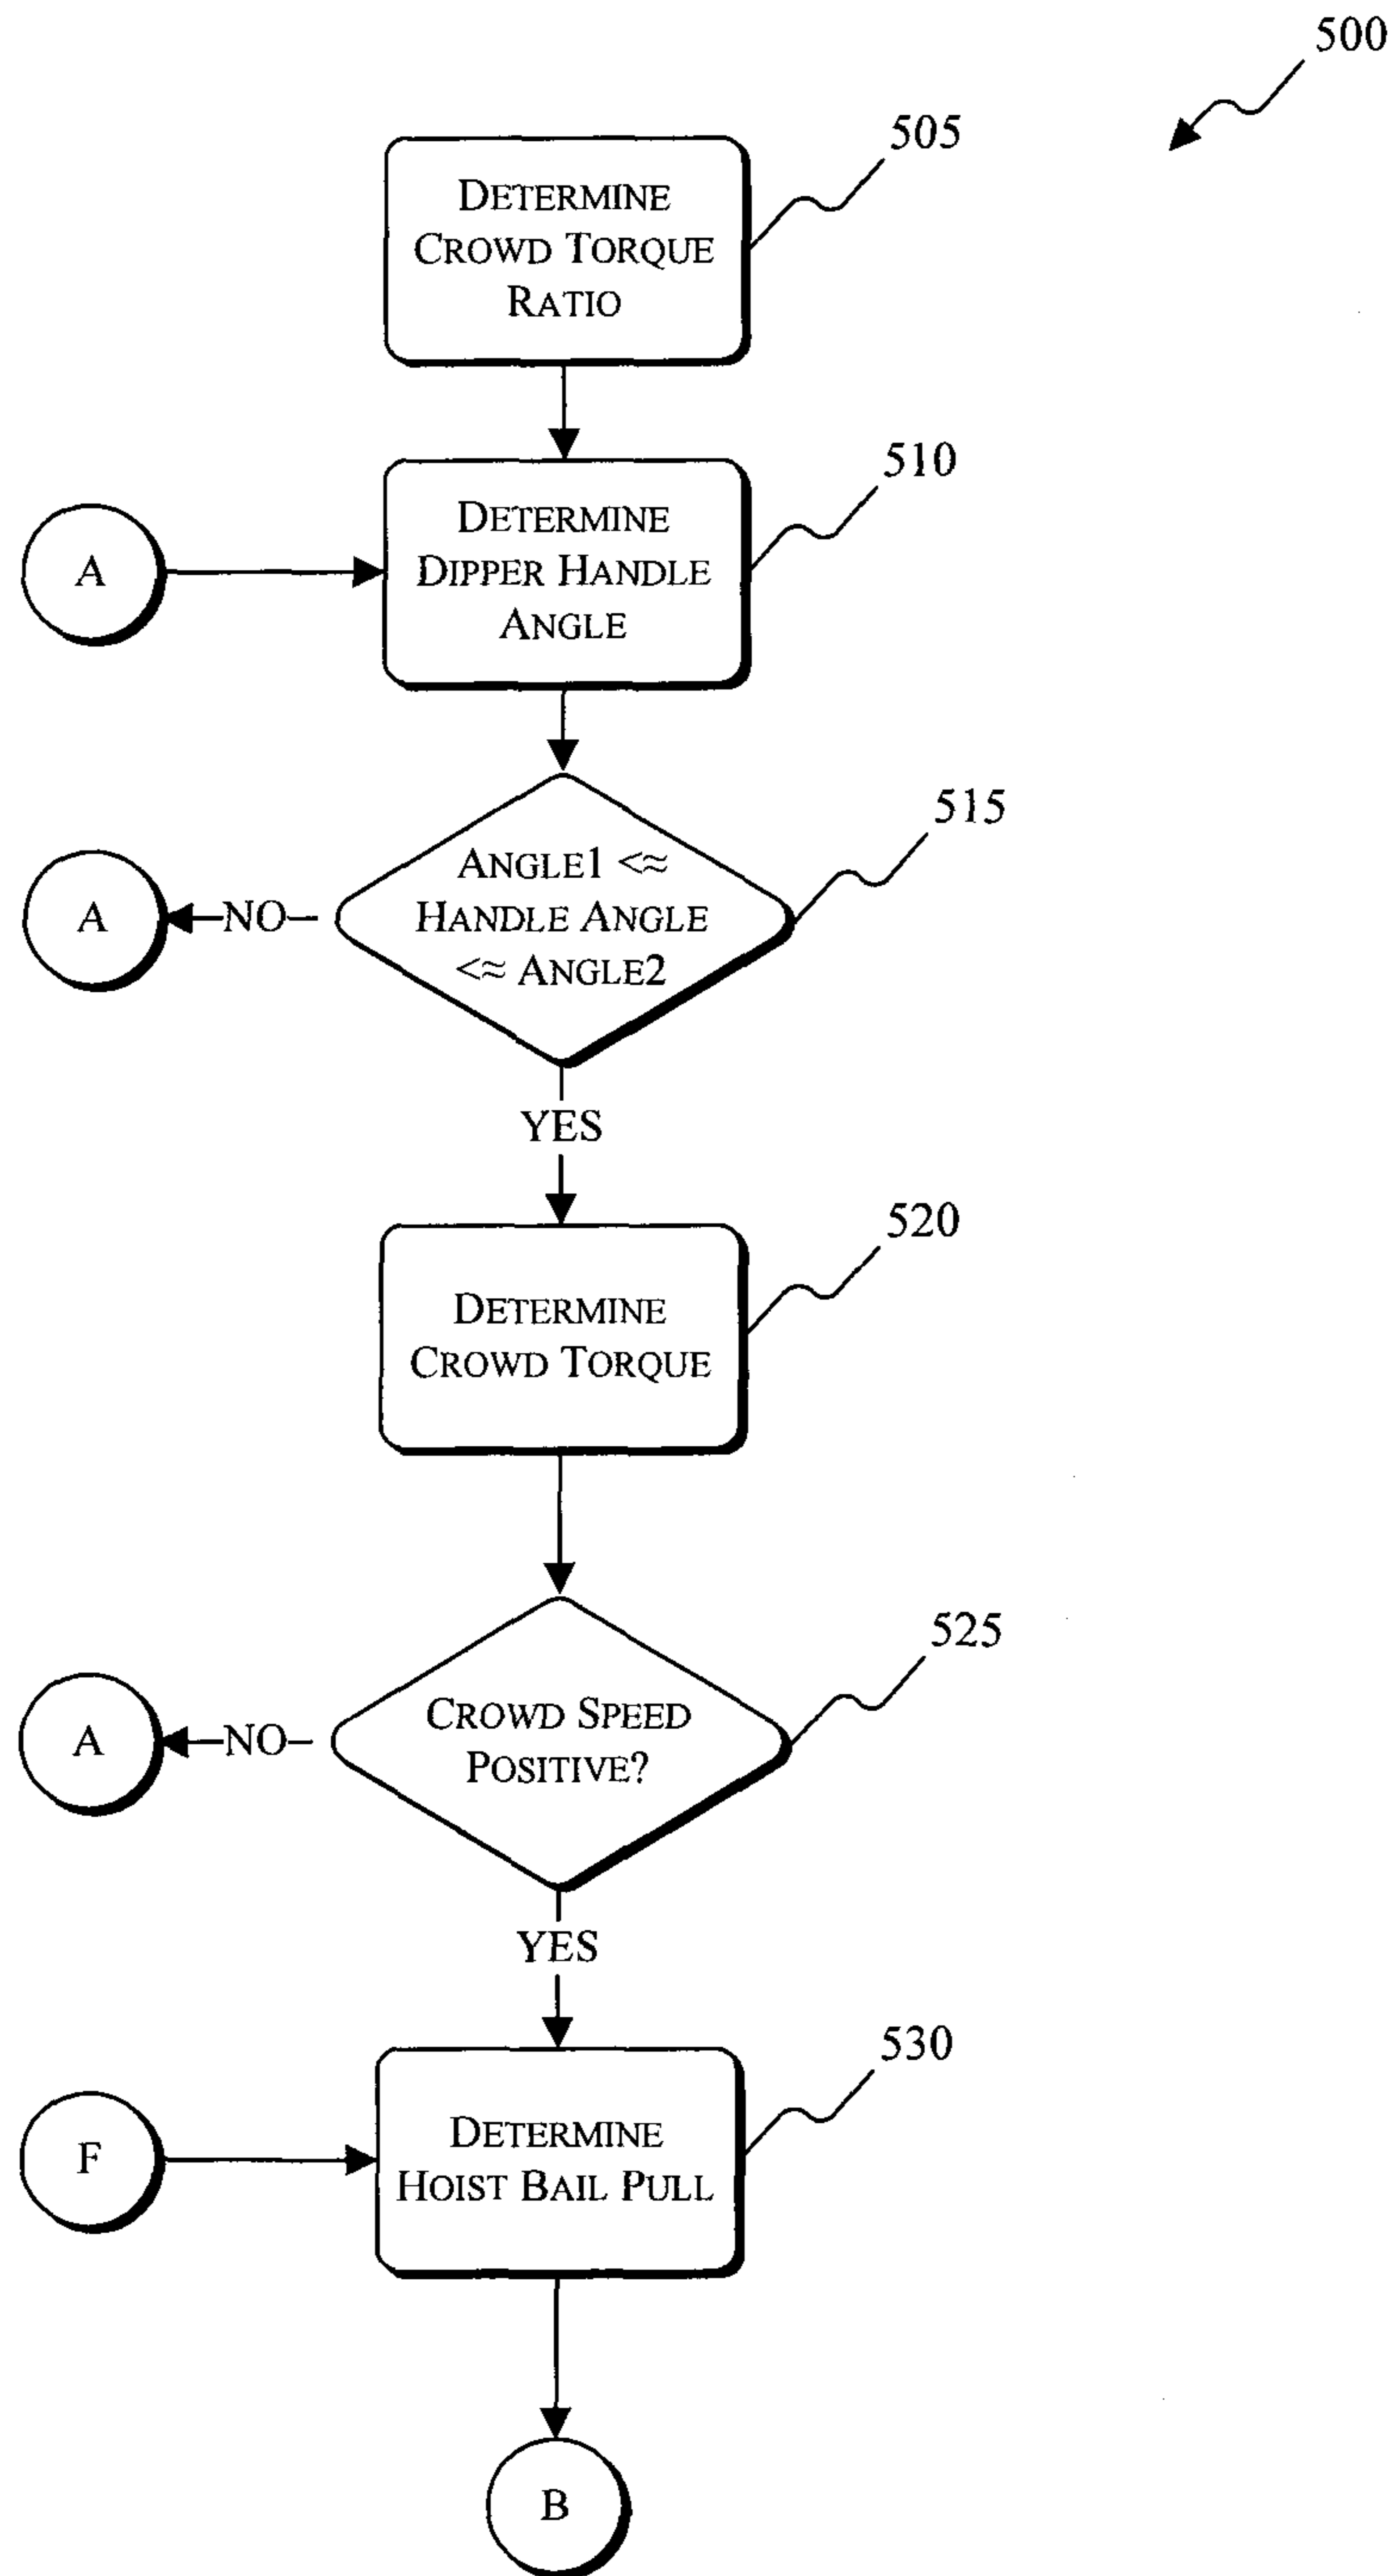 500
505
DETERMINE
CROWD TORQUE
RATIO
510
A
DETERMINE
DIPPER HANDLE
ANGLE
515
ANGLE1 <≈
HANDLE ANGLE
<≈ ANGLE2
A
NO
YES
520
DETERMINE
CROWD TORQUE
525
CROWD SPEED
POSITIVE?
A
NO
YES
530
F
DETERMINE
HOIST BAIL PULL
B